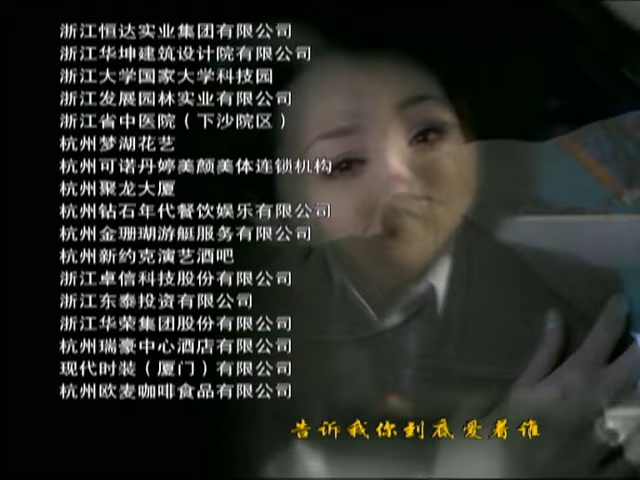 浙江恒达实业集团有限公司
浙江华坤建筑设计院有限公司
浙江大学国家大学科技园
浙江发展园林实业有限公司
浙江省中医院（下沙院区）
杭州梦湖花艺
杭州可诺丹婷美颜美体连锁机构
杭州聚龙大厦
杭州钻石年代餐饮娱乐有限公司
杭州金珊瑚游艇服务有限公司
杭州新约克演艺酒吧
浙江卓信科技股份有限公司
浙江东泰投资有限公司
浙江华荣集团股份有限公司
杭州瑞豪中心酒店有限公司
现代时装（厦门）有限公司
杭州欧麦咖啡食品有限公司
告诉我你到底爱着谁